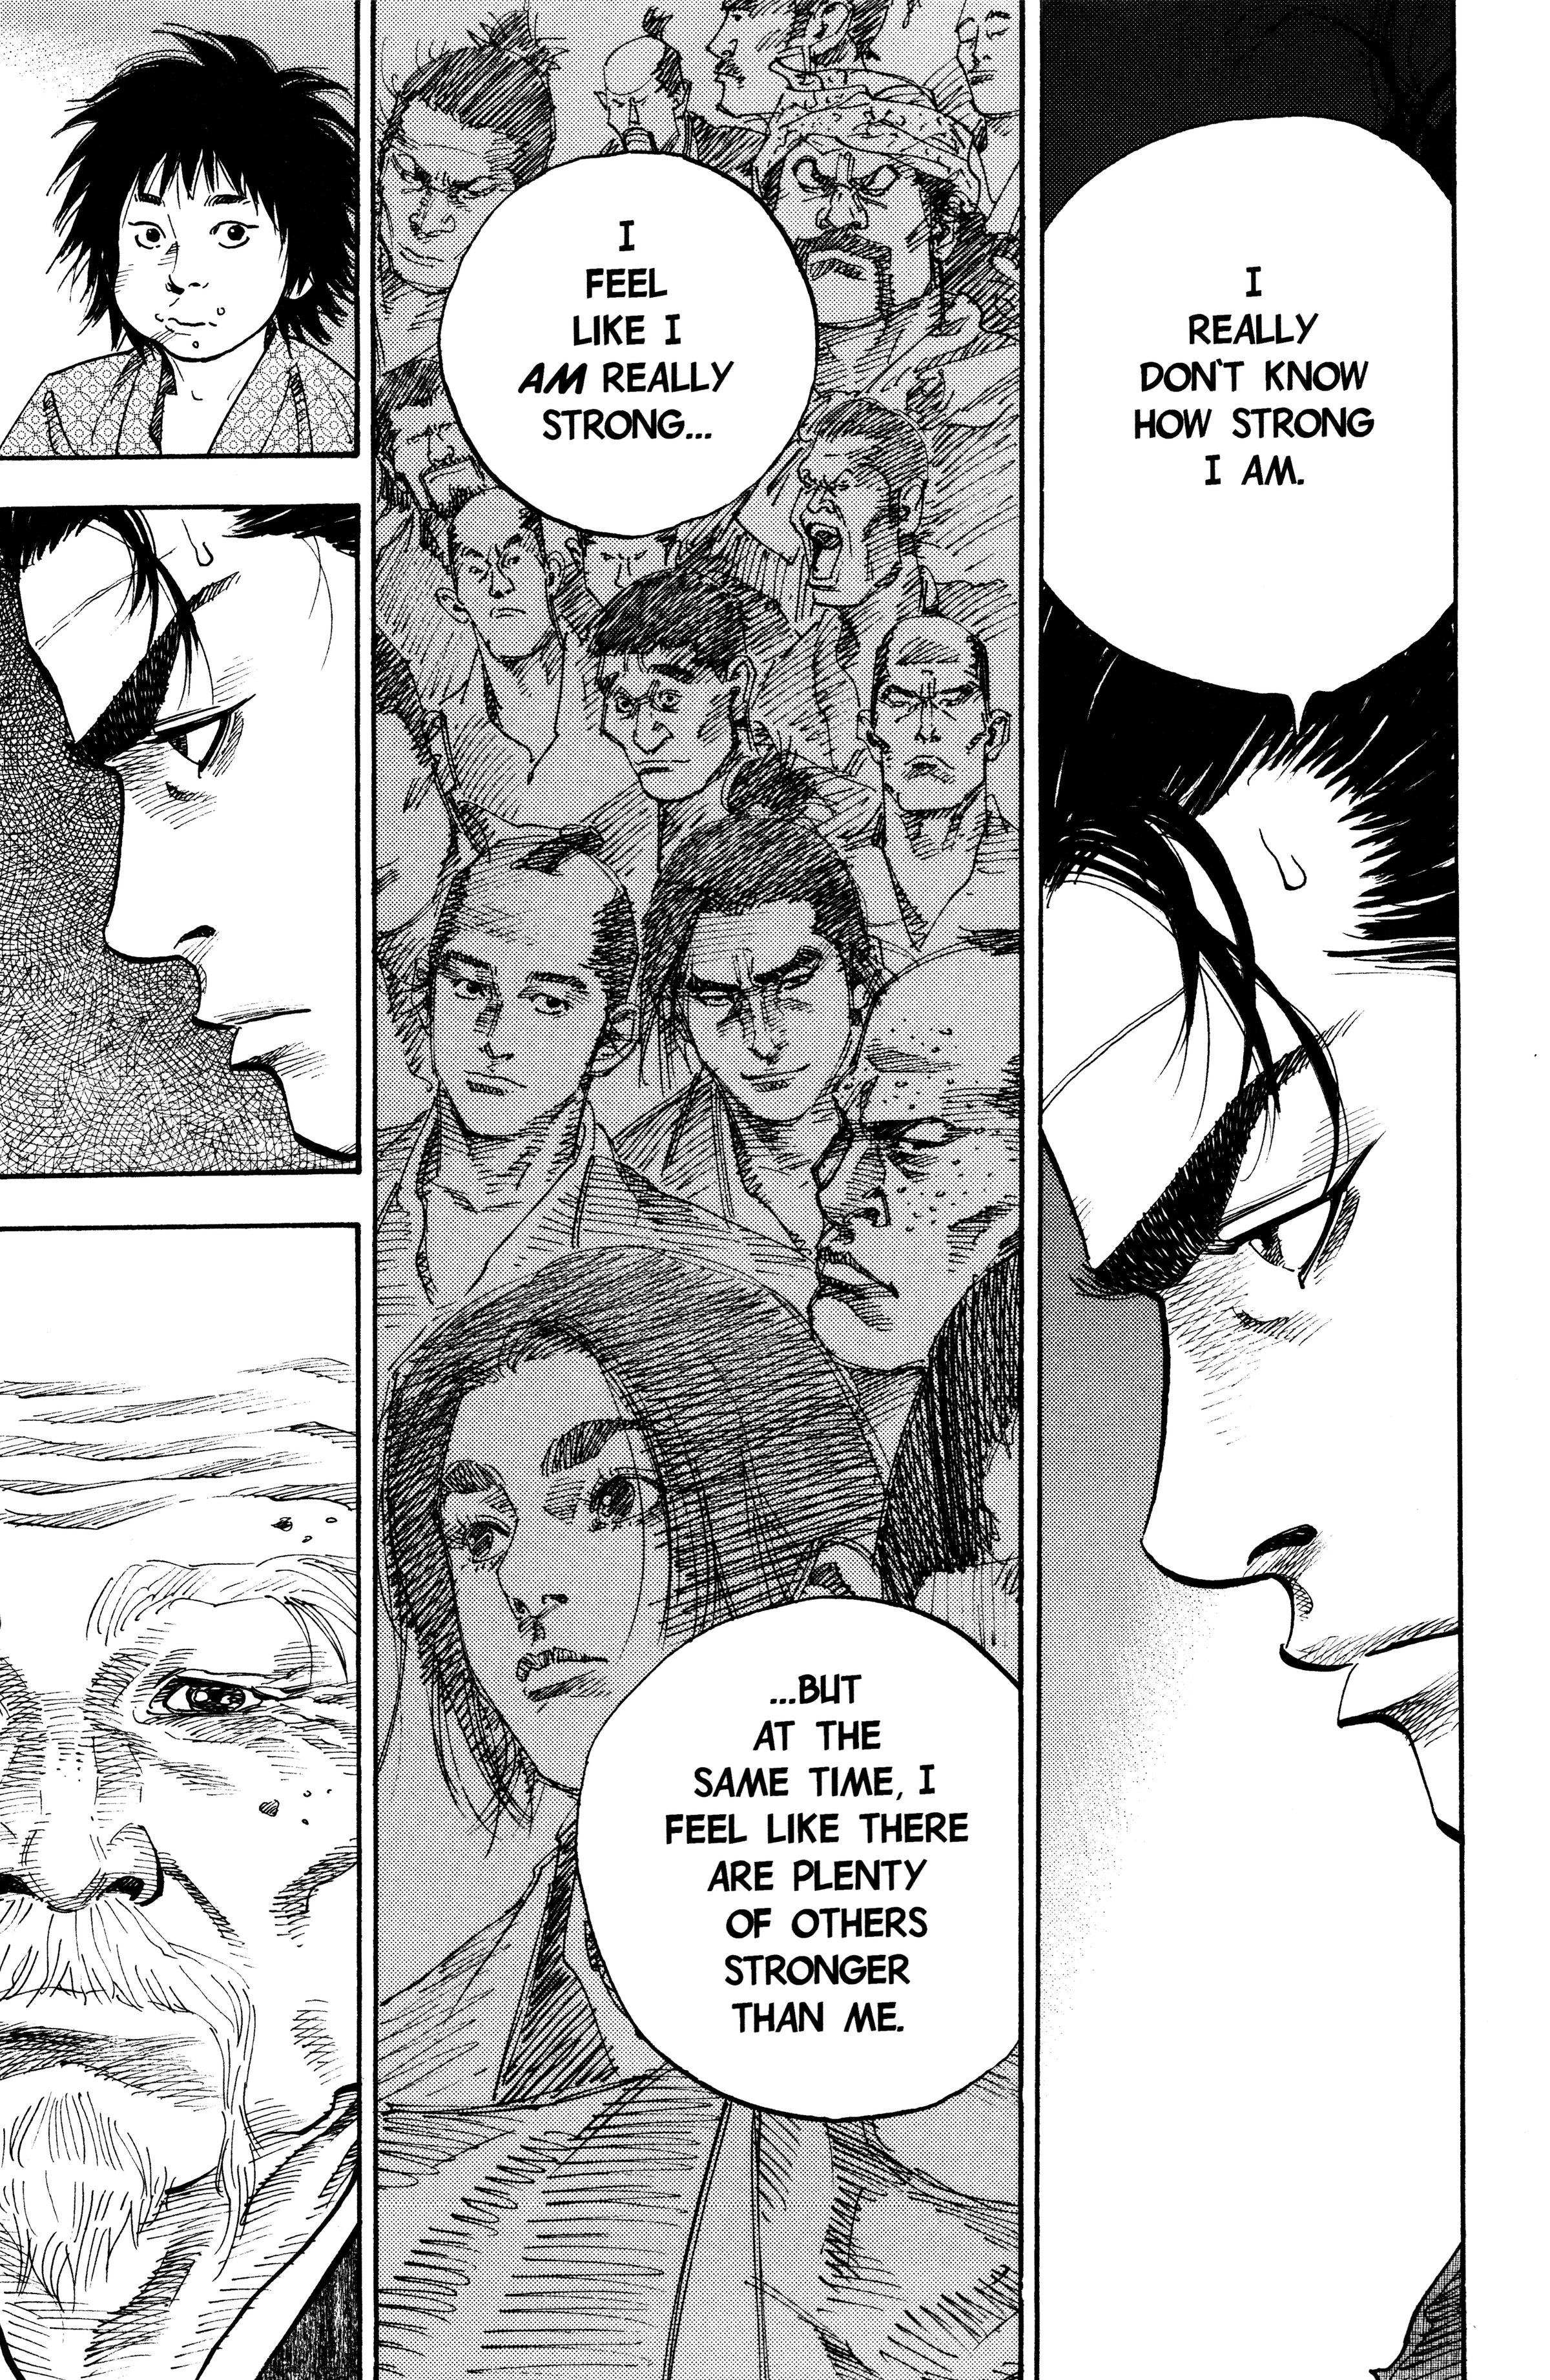 I
REALLY
DON'T KNOW
HOW STRONG
I AM.
I
FEEL
LIKE I
AM REALLY
STRONG...
...BUT
AT THE
SAME TIME, I
FEEL LIKE THERE
ARE PLENTY
OF OTHERS
STRONGER
THAN ME.